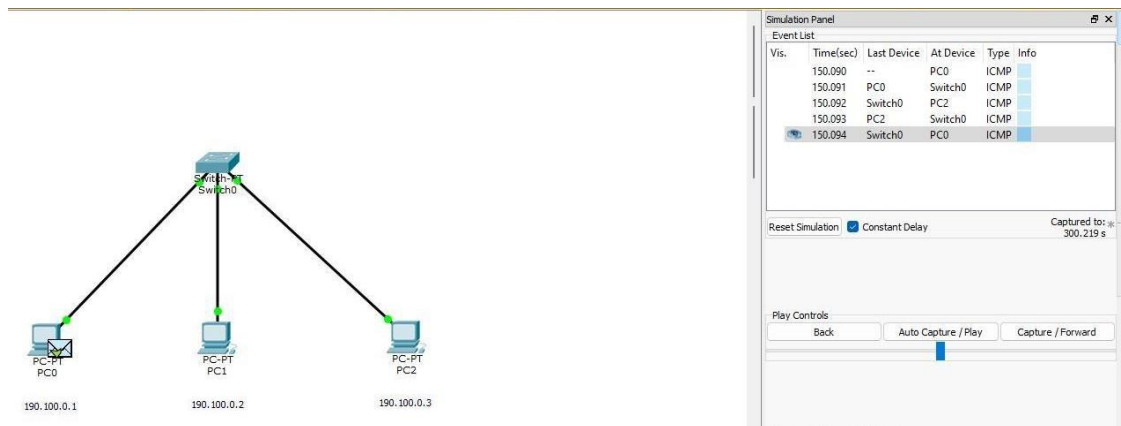 Switch-PT
Switch0
PC-PT
PC0
190.100.0.1
PC-PT
PC1
190.100.0.2
PC-PT
PC2
190.100.0.3
Simulation Panel
Event List
Vis. Time(sec) Last Device At Device Type Info
150.090 -- PC0 ICMP
150.091 PC0 Switch0 ICMP
150.092 Switch0 PC2 ICMP
150.093 PC2 Switch0 ICMP
150.094 Switch0 PC0 ICMP
Reset Simulation Constant Delay Captured to: *
300.219 s
Play Controls
Back Auto Capture / Play Capture / Forward